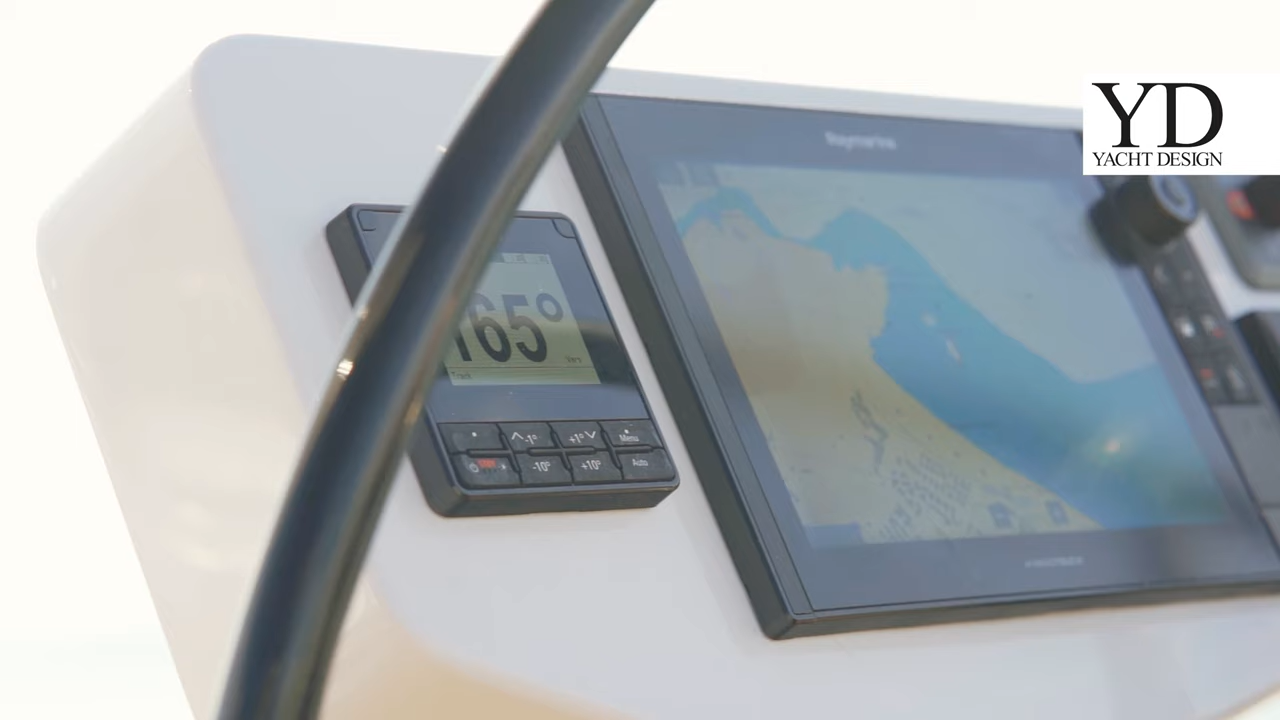 YD
YACHT DESIGN
Raymarine
165°
Track
-1°
+1°
Menu
-10°
+10°
Auto